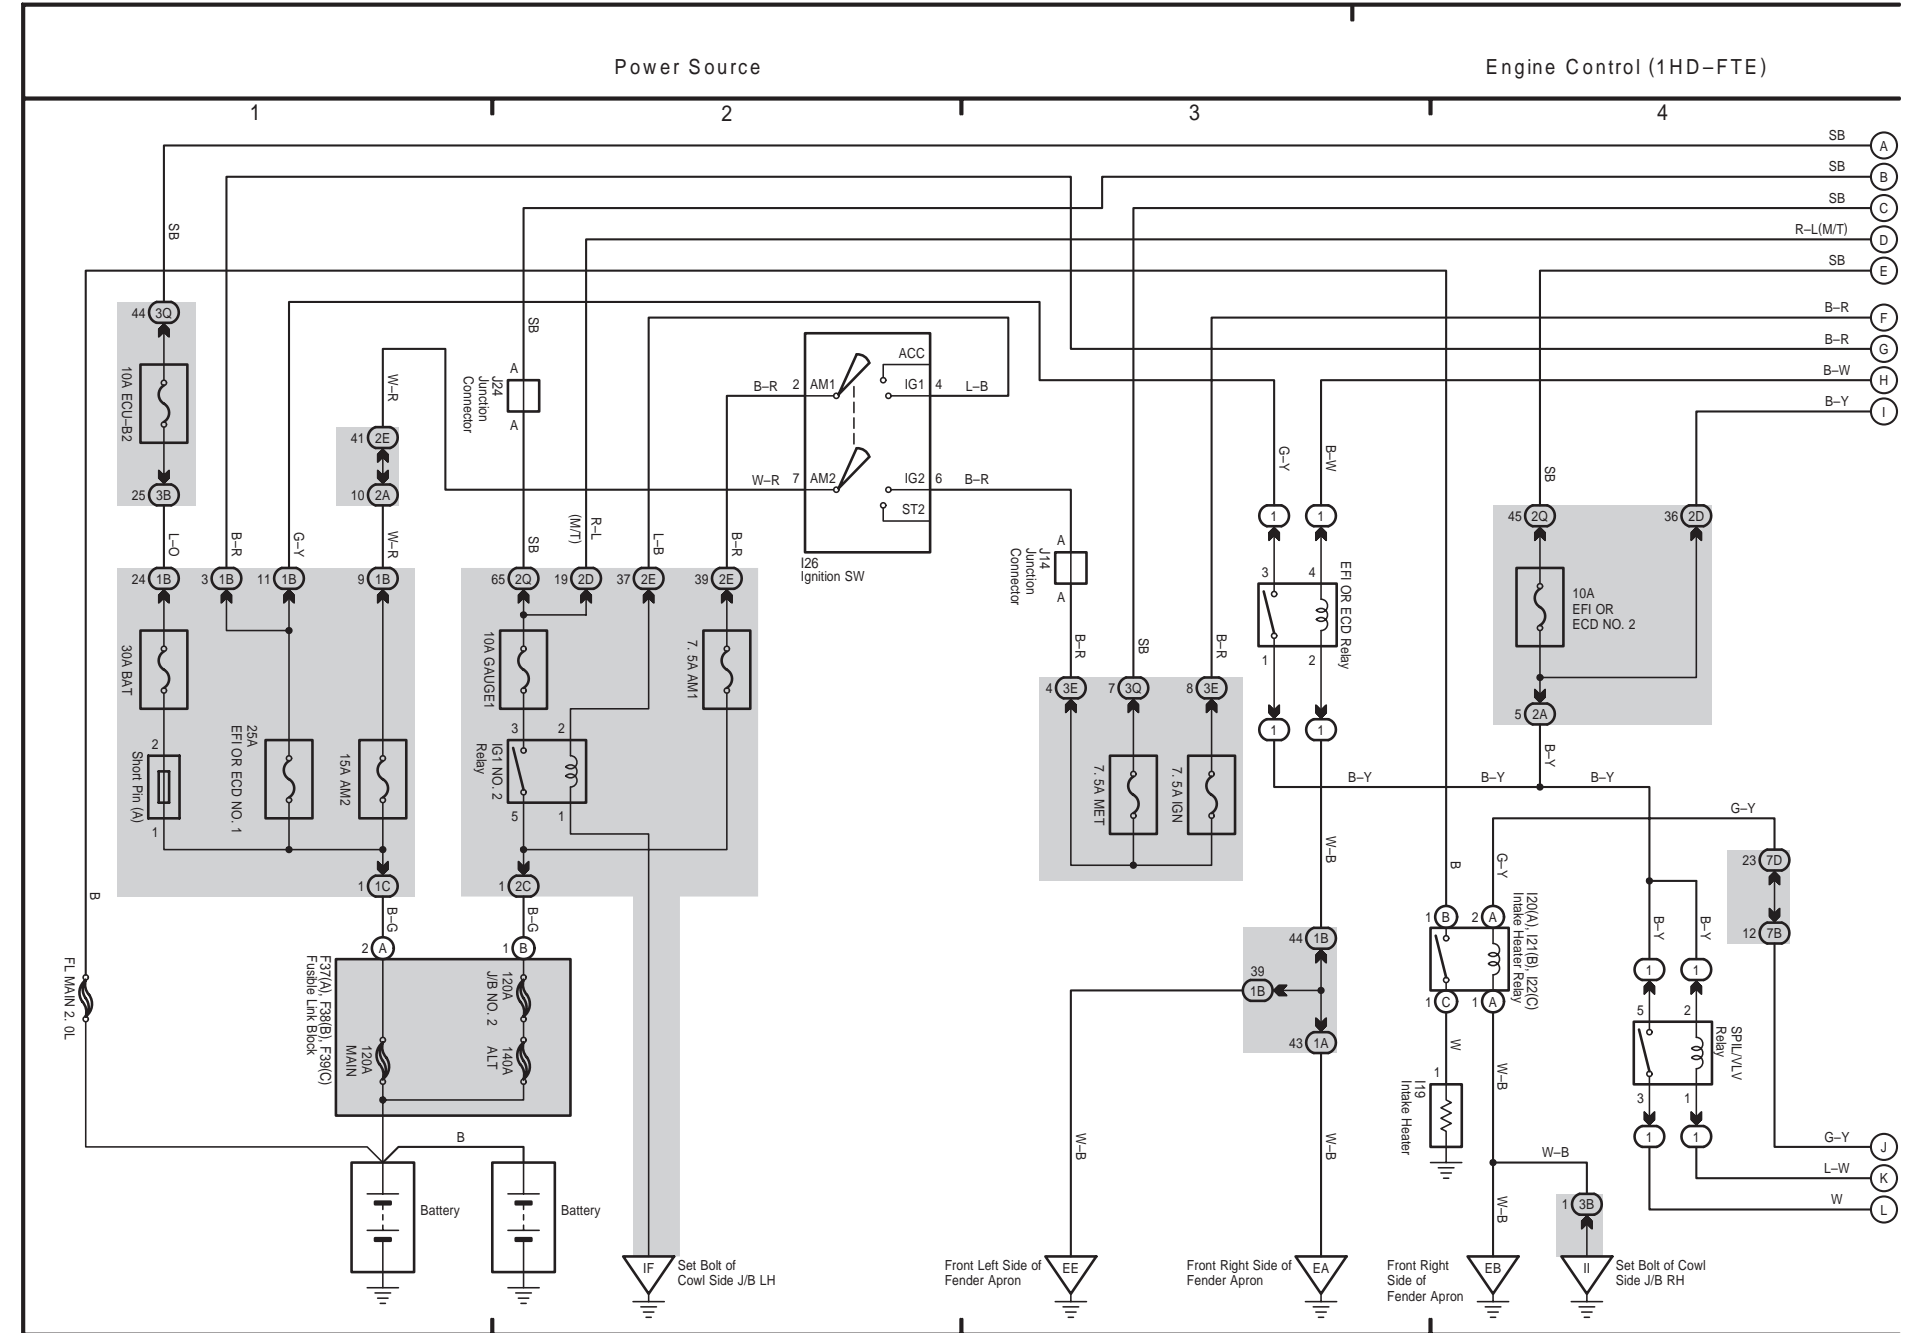 Power Source
Engine Control (1HD–FTE)
1
2
3
4
SB
A
SB
B
SB
C
R–L(M/T)
D
SB
E
B–R
F
B–R
G
B–W
H
B–Y
I
SB
44 3Q
10A ECU–B2
25 3B
L–O
B–R
G–Y
W–R
41 2E
10 2A
W–R
SB
A
J24
Junction
Connector
A
SB
R–L
(M/T)
L–B
B–R
ACC
B–R 2 AM1
IG1 4 L–B
W–R 7 AM2
IG2 6 B–R
ST2
I26
Ignition SW
A
J14
Junction
Connector
A
B–R
SB
B–R
G–Y
B–W
1
1
3
4
EFI OR ECD Relay
1
2
1
1
SB
45 2Q
36 2D
10A
EFI OR
ECD NO. 2
5 2A
B–Y
B–Y
B–Y
B–Y
24 1B
3 1B
11 1B
9 1B
30A BAT
2
Short Pin (A)
1
25A
EFI OR ECD NO. 1
15A AM2
1 1C
B–G
2 A
65 2Q
19 2D
37 2E
39 2E
10A GAUGE1
7. 5A AM1
3
2
IG1 NO. 2
Relay
5
1
1 2C
B–G
1 B
4 3E
7 3Q
8 3E
7. 5A MET
7. 5A IGN
W–B
B
G–Y
G–Y
23 7D
12 7B
B–Y
B–Y
1
1
5
2
SPIL/VLV
Relay
3
1
1
1
1 B
2 A
I20(A), I21(B), I22(C)
Intake Heater Relay
1 C
1 A
W
W–B
1
I19
Intake Heater
44 1B
39
1B
43 1A
W–B
W–B
B
FL MAIN 2. 0L
F37(A), F38(B), F39(C)
Fusible Link Block
120A
MAIN
120A
J/B NO. 2
140A
ALT
B
Battery
Battery
G–Y
J
L–W
K
W
L
W–B
W–B
1 3B
IF
Set Bolt of
Cowl Side J/B LH
Front Left Side of
Fender Apron
EE
Front Right Side of
Fender Apron
EA
Front Right
Side of
Fender Apron
EB
II
Set Bolt of Cowl
Side J/B RH